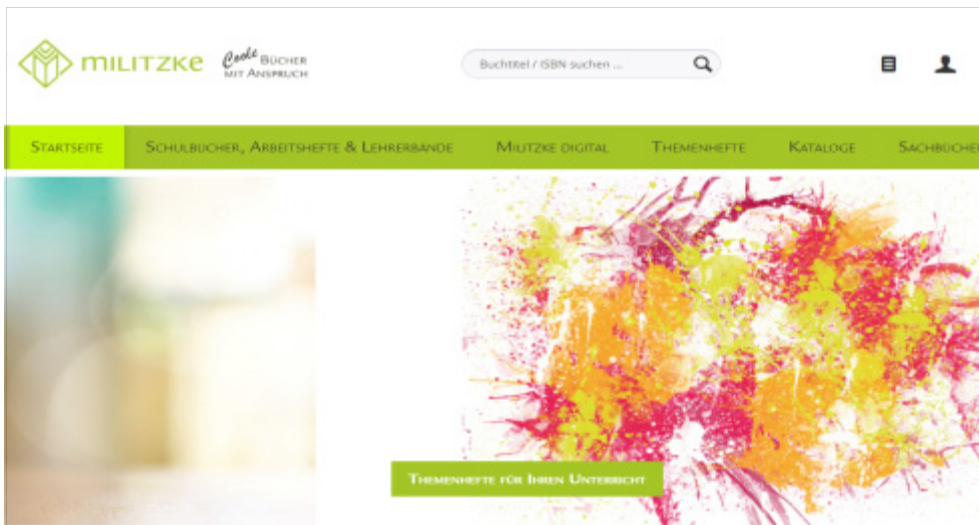 MILITZKE
Coole BÜCHER
MIT ANSPRUCH
Buchtitel / ISBN suchen ...
STARTSEITE SCHULBÜCHER, ARBEITSHEFTE & LEHRERBÄNDE MILITZKE DIGITAL THEMENHEFTE KATALOGE SACHBÜCHER
THEMENHEFTE FÜR IHREN UNTERRICHT